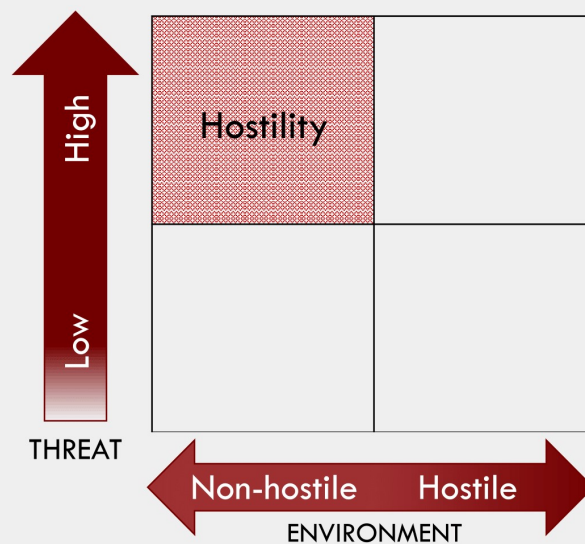 High
Hostility
Low
THREAT
Non-hostile Hostile
ENVIRONMENT